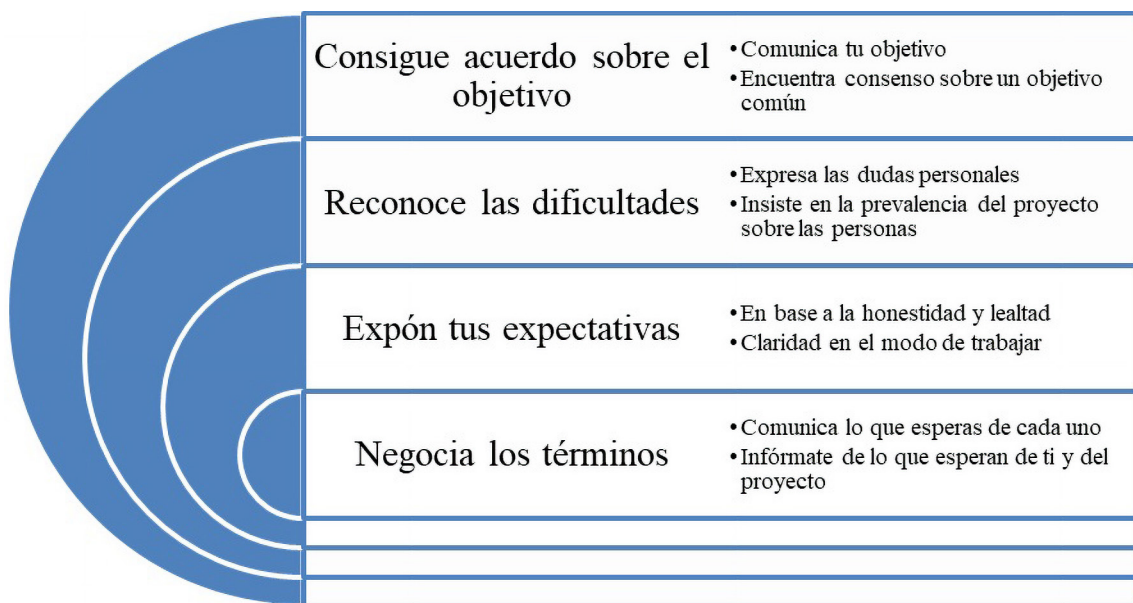 Consigue acuerdo sobre el
objetivo
• Comunica tu objetivo
• Encuentra consenso sobre un objetivo
común
Reconoce las dificultades
• Expresa las dudas personales
• Insiste en la prevalencia del proyecto
sobre las personas
Expón tus expectativas
• En base a la honestidad y lealtad
• Claridad en el modo de trabajar
Negocia los términos
• Comunica lo que esperas de cada uno
• Infórmate de lo que esperan de ti y del
proyecto